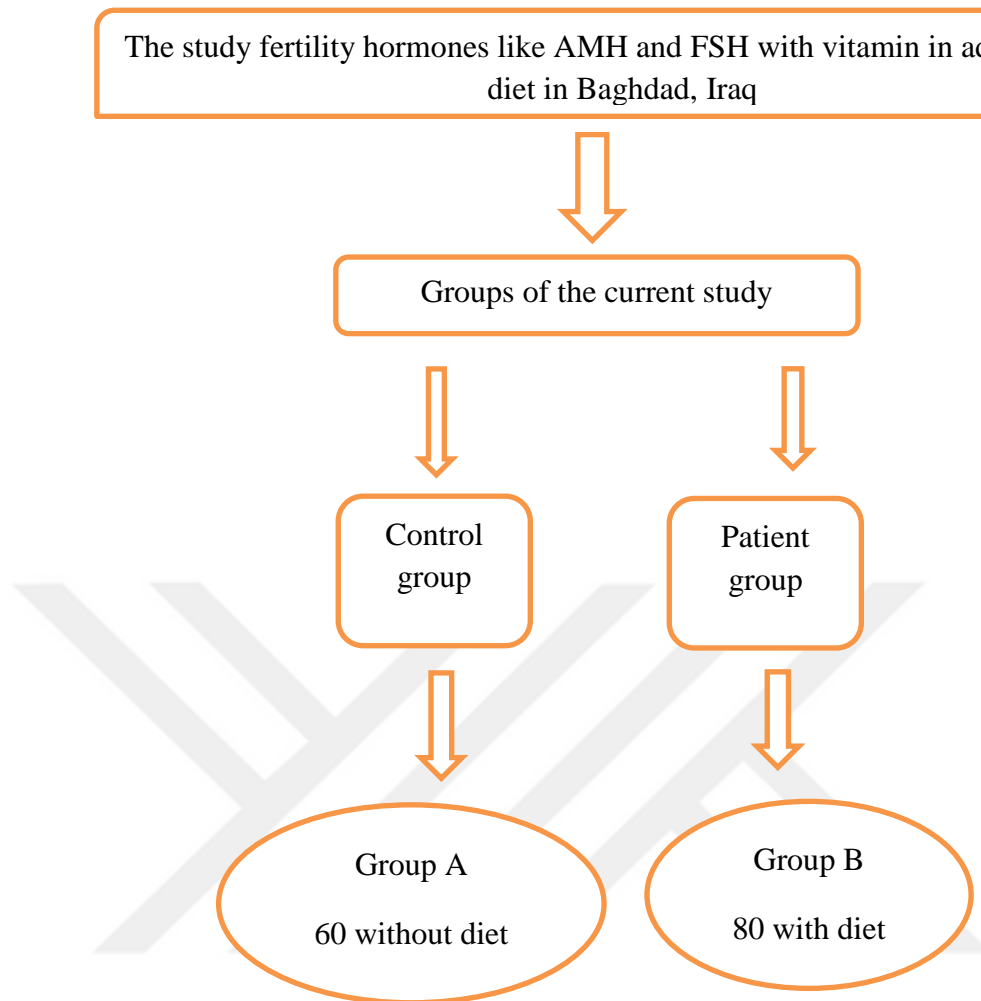 The study fertility hormones like AMH and FSH with vitamin in
diet in Baghdad, Iraq
Groups of the current study
Control
group
Patient
group
Group A
60 without diet
Group B
80 with diet